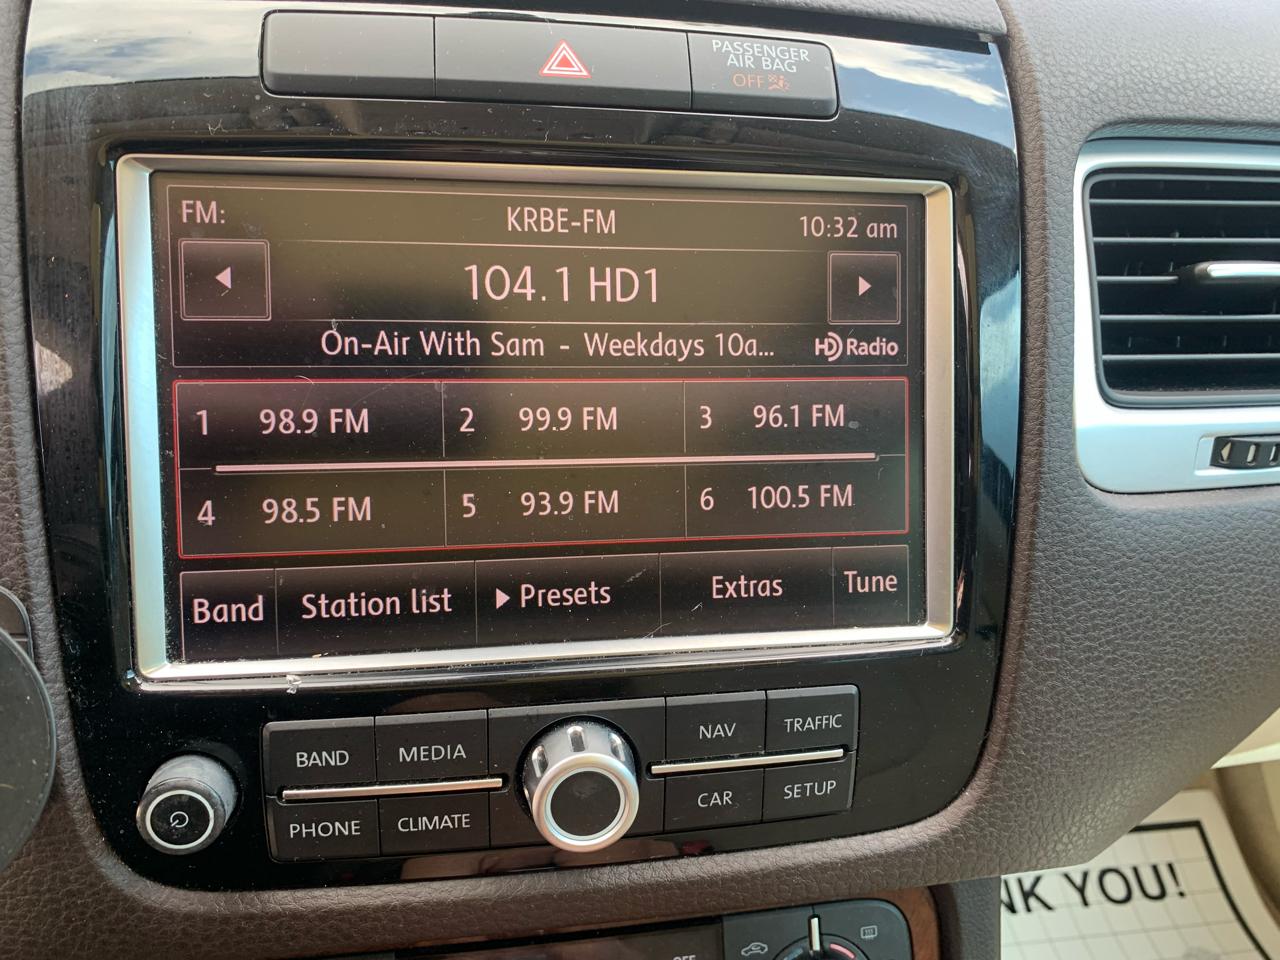 PASSENGER
AIR BAG
OFF
FM: KRBE-FM 10:32 am
104.1 HD1
On-Air With Sam - Weekdays 10a... HD Radio
1 98.9 FM 2 99.9 FM 3 96.1 FM
4 98.5 FM 5 93.9 FM 6 100.5 FM
Band Station list Presets Extras Tune
BAND MEDIA NAV TRAFFIC
PHONE CLIMATE CAR SETUP
NK YOU!
OFF